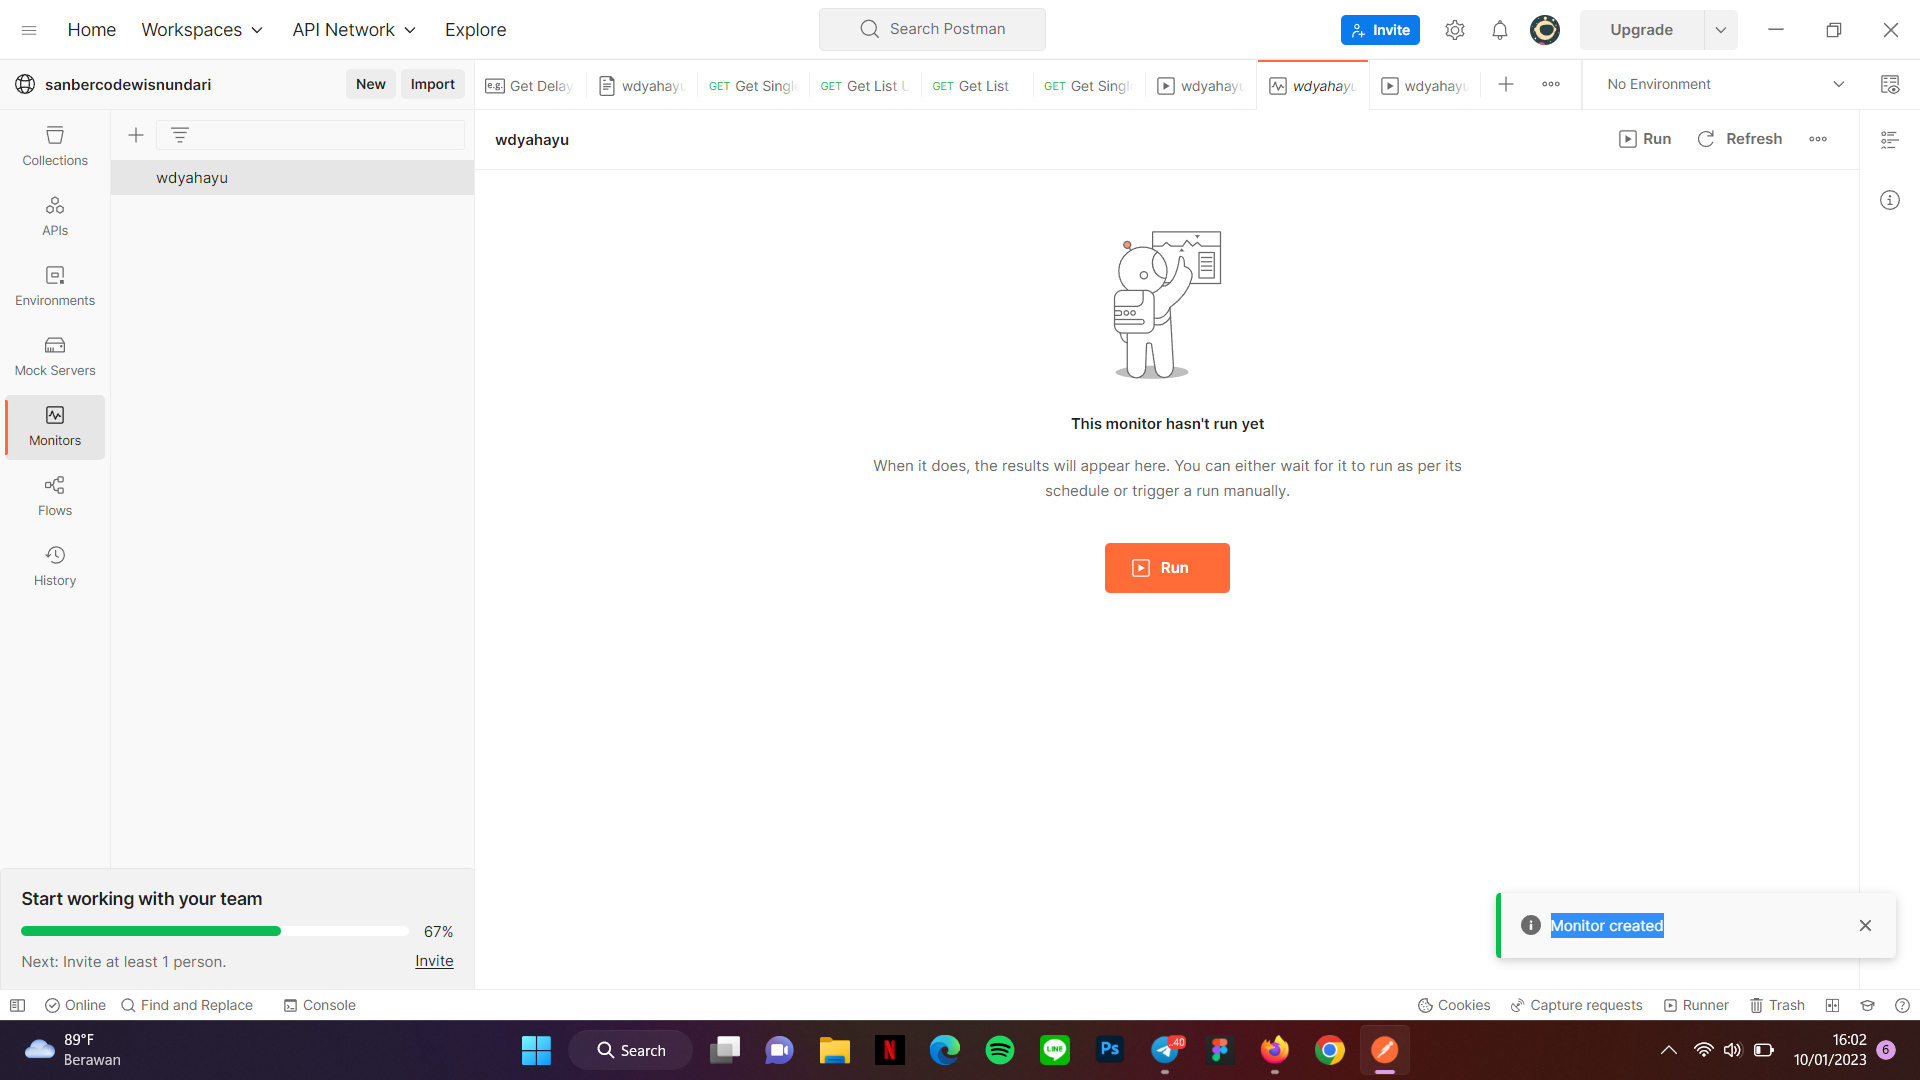 Home
Workspaces
API Network
Explore
Search Postman
Invite
Upgrade
sanbercodewisnundari
New
Import
e.g. Get Delay
wdyahayu
GET Get Singl
GET Get List U
GET Get List
GET Get Singl
wdyahayu
wdyahayu
wdyahayu
No Environment
Collections
APIs
Environments
Mock Servers
Monitors
Flows
History
wdyahayu
wdyahayu
Run
Refresh
This monitor hasn't run yet
When it does, the results will appear here. You can either wait for it to run as per its
schedule or trigger a run manually.
Run
Start working with your team
67%
Next: Invite at least 1 person.
Invite
Monitor created
Online
Find and Replace
Console
Cookies
Capture requests
Runner
Trash
89°F
Berawan
Search
N
LINE
Ps
40
16:02
10/01/2023
6